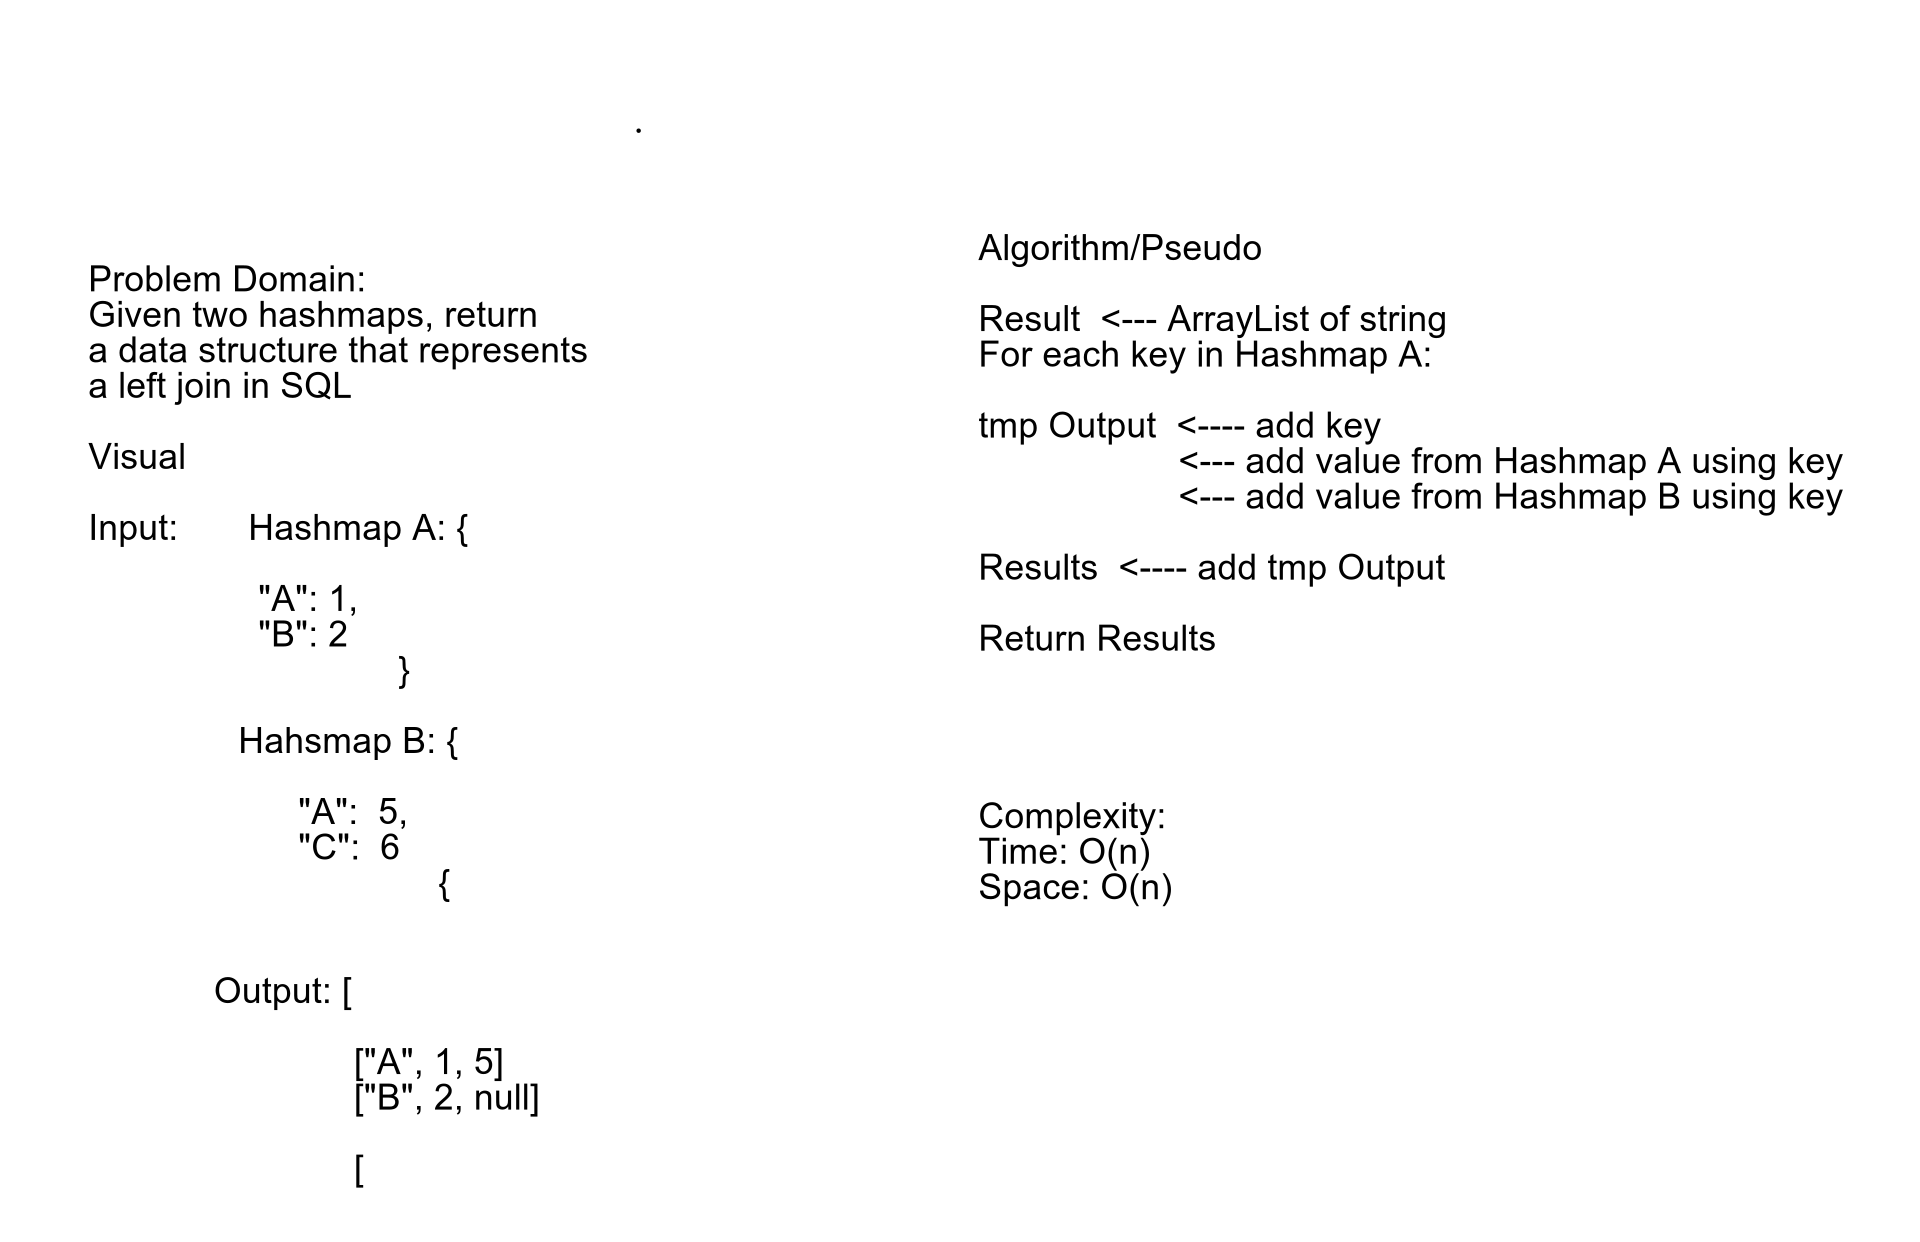 .
Problem Domain:
Given two hashmaps, return
a data structure that represents
a left join in SQL
Visual
Input: Hashmap A: {
"A": 1,
"B": 2
}
Hahsmap B: {
"A": 5,
"C": 6
{
Output: [
["A", 1, 5]
["B", 2, null]
[
Algorithm/Pseudo
Result <--- ArrayList of string
For each key in Hashmap A:
tmp Output <---- add key
<--- add value from Hashmap A using key
<--- add value from Hashmap B using key
Results <---- add tmp Output
Return Results
Complexity:
Time: O(n)
Space: O(n)